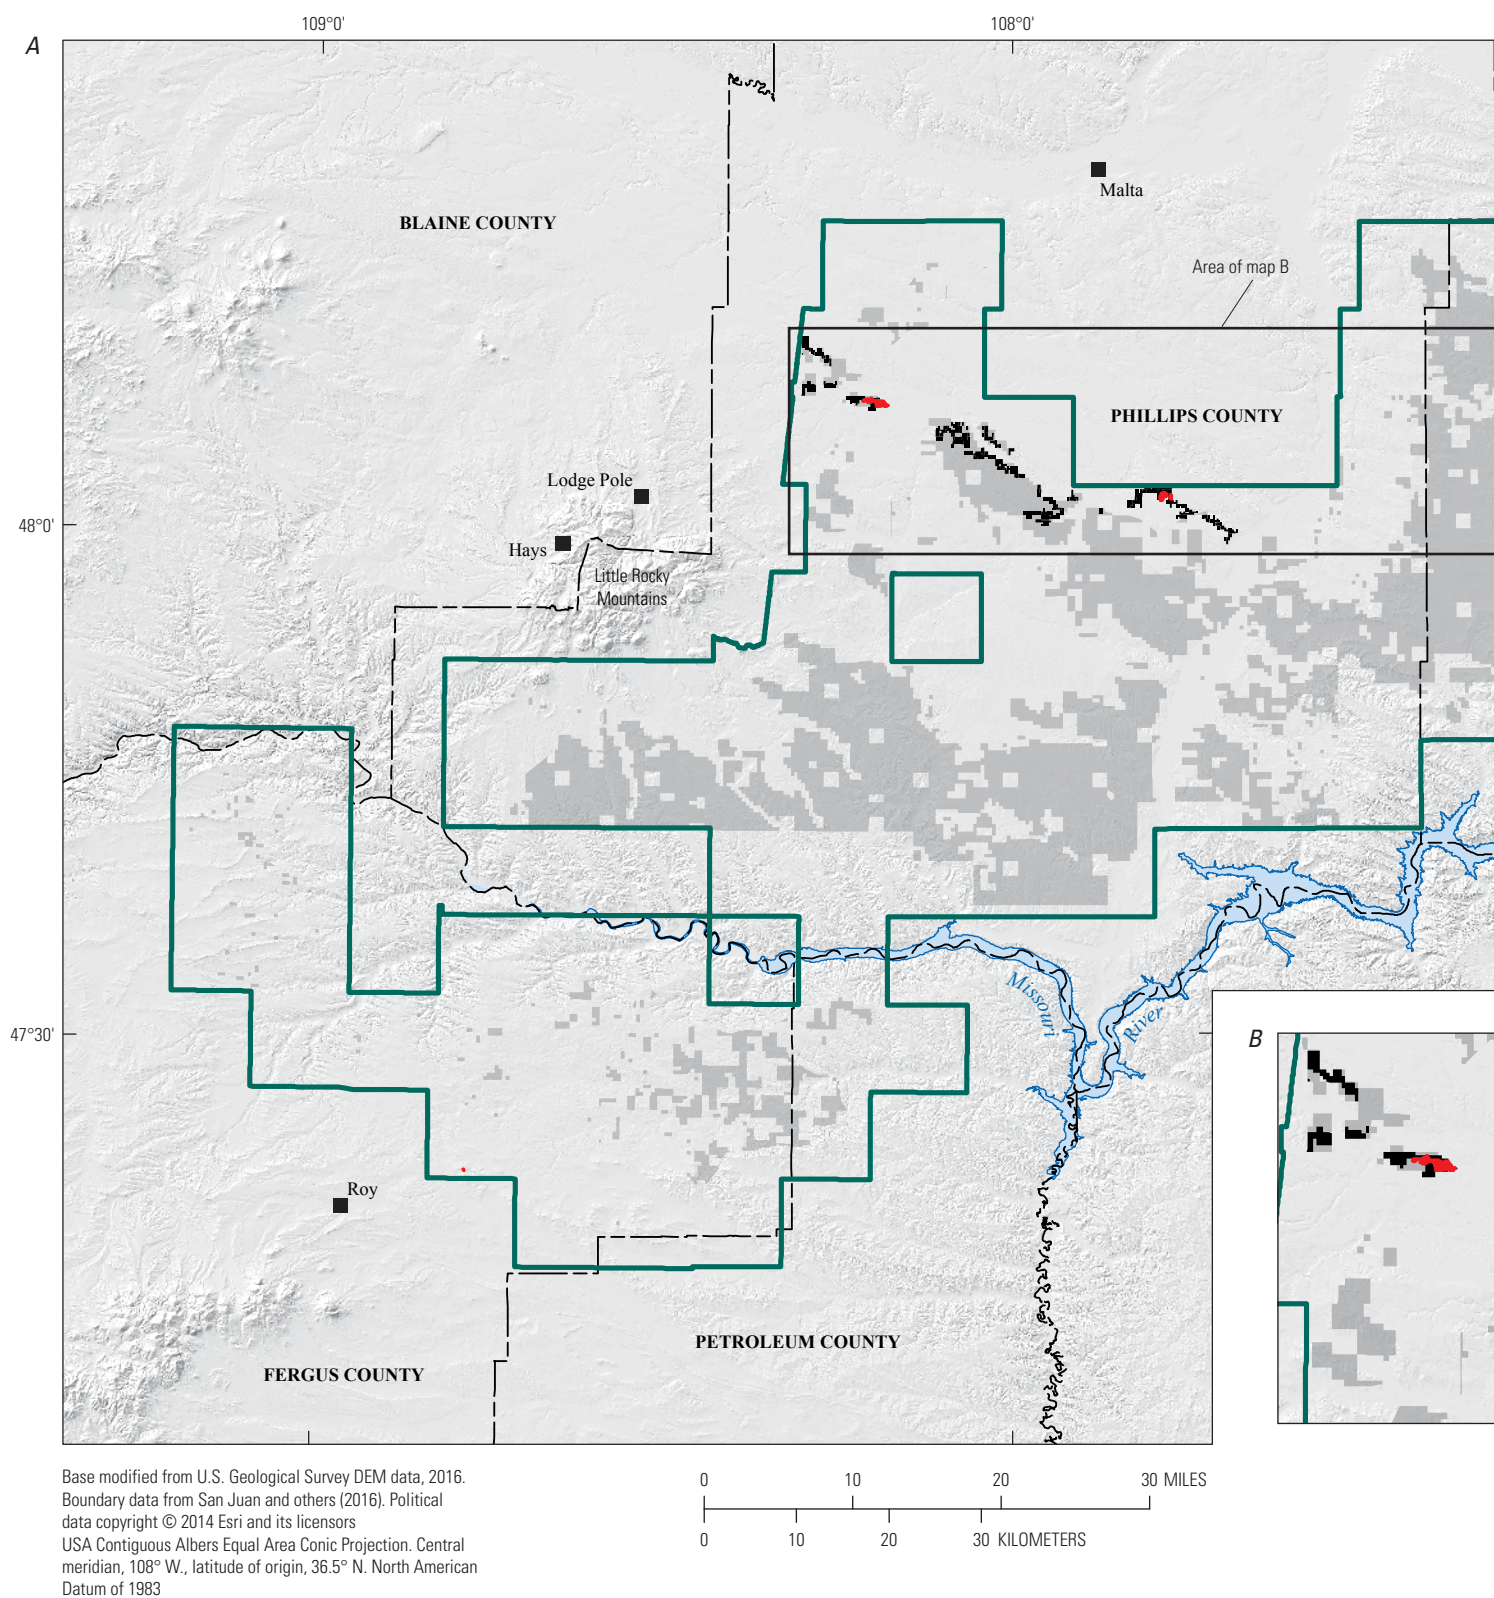 109°0'
108°0'
A
Malta
BLAINE COUNTY
Area of map B
PHILLIPS COUNTY
Lodge Pole
48°0'
Hays
Little Rocky
Mountains
Missouri
River
47°30'
B
Roy
PETROLEUM COUNTY
FERGUS COUNTY
Base modified from U.S. Geological Survey DEM data, 2016.
Boundary data from San Juan and others (2016). Political
data copyright © 2014 Esri and its licensors
USA Contiguous Albers Equal Area Conic Projection. Central
meridian, 108° W., latitude of origin, 36.5° N. North American
Datum of 1983
0 10 20 30 MILES
0 10 20 30 KILOMETERS